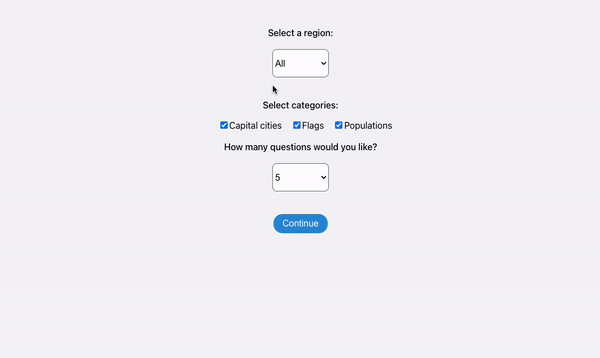 Select a region:
All
Select categories:
Capital cities Flags Populations
How many questions would you like?
5
Continue